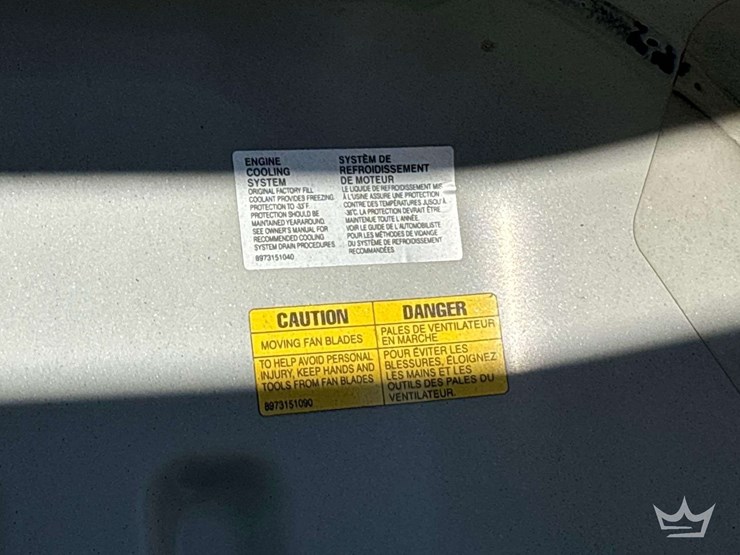 ENGINE
COOLING
SYSTEM
ORIGINAL FACTORY FILL
COOLANT PROVIDES FREEZING
PROTECTION TO -33°F.
PROTECTION SHOULD BE
MAINTAINED YEARAROUND.
SEE OWNER'S MANUAL FOR
RECOMMENDED COOLING
SYSTEM DRAIN PROCEDURES
8973151040
SYSTÈM DE
REFROIDISSEMENT
DE MOTEUR
LE LIQUIDE DE REFROIDISSEMENT MIS
A L'USINE ASSURE UNE PROTECTION
CONTRE DES TEMPÉRATURES JUSQU'À
-36°C. LA PROTECTION DEVRAIT ÊTRE
MAINTENUE TOUTE L'ANNÉE.
VOIR LE GUIDE DE L'AUTOMOBILISTE
POUR LES MÉTHODES DE VIDANGE
DU SYSTÈME DE REFROIDISSEMENT
RECOMMANDÉES.
CAUTION
MOVING FAN BLADES
TO HELP AVOID PERSONAL
INJURY, KEEP HANDS AND
TOOLS FROM FAN BLADES
8973151090
DANGER
PALES DE VENTILATEUR
EN MARCHE
POUR ÉVITER LES
BLESSURES, ÉLOIGNEZ
LES MAINS ET LES
OUTILS DES PALES DU
VENTILATEUR.